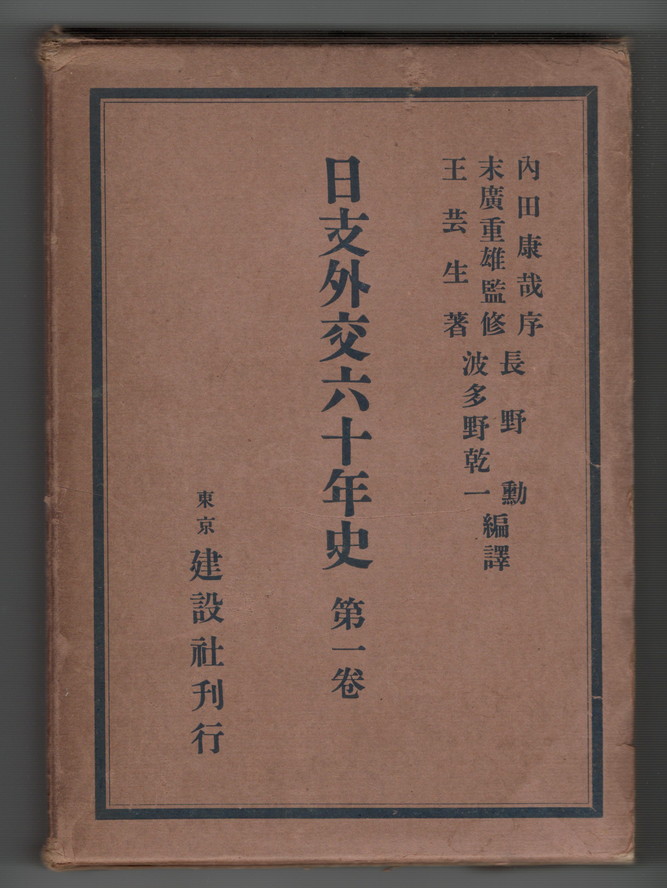 內田康哉序
末廣重雄監修
王芸生著
長野勳
波多野乾一
編譯
日支外交六十年史 第一卷
東京 建設社刊行